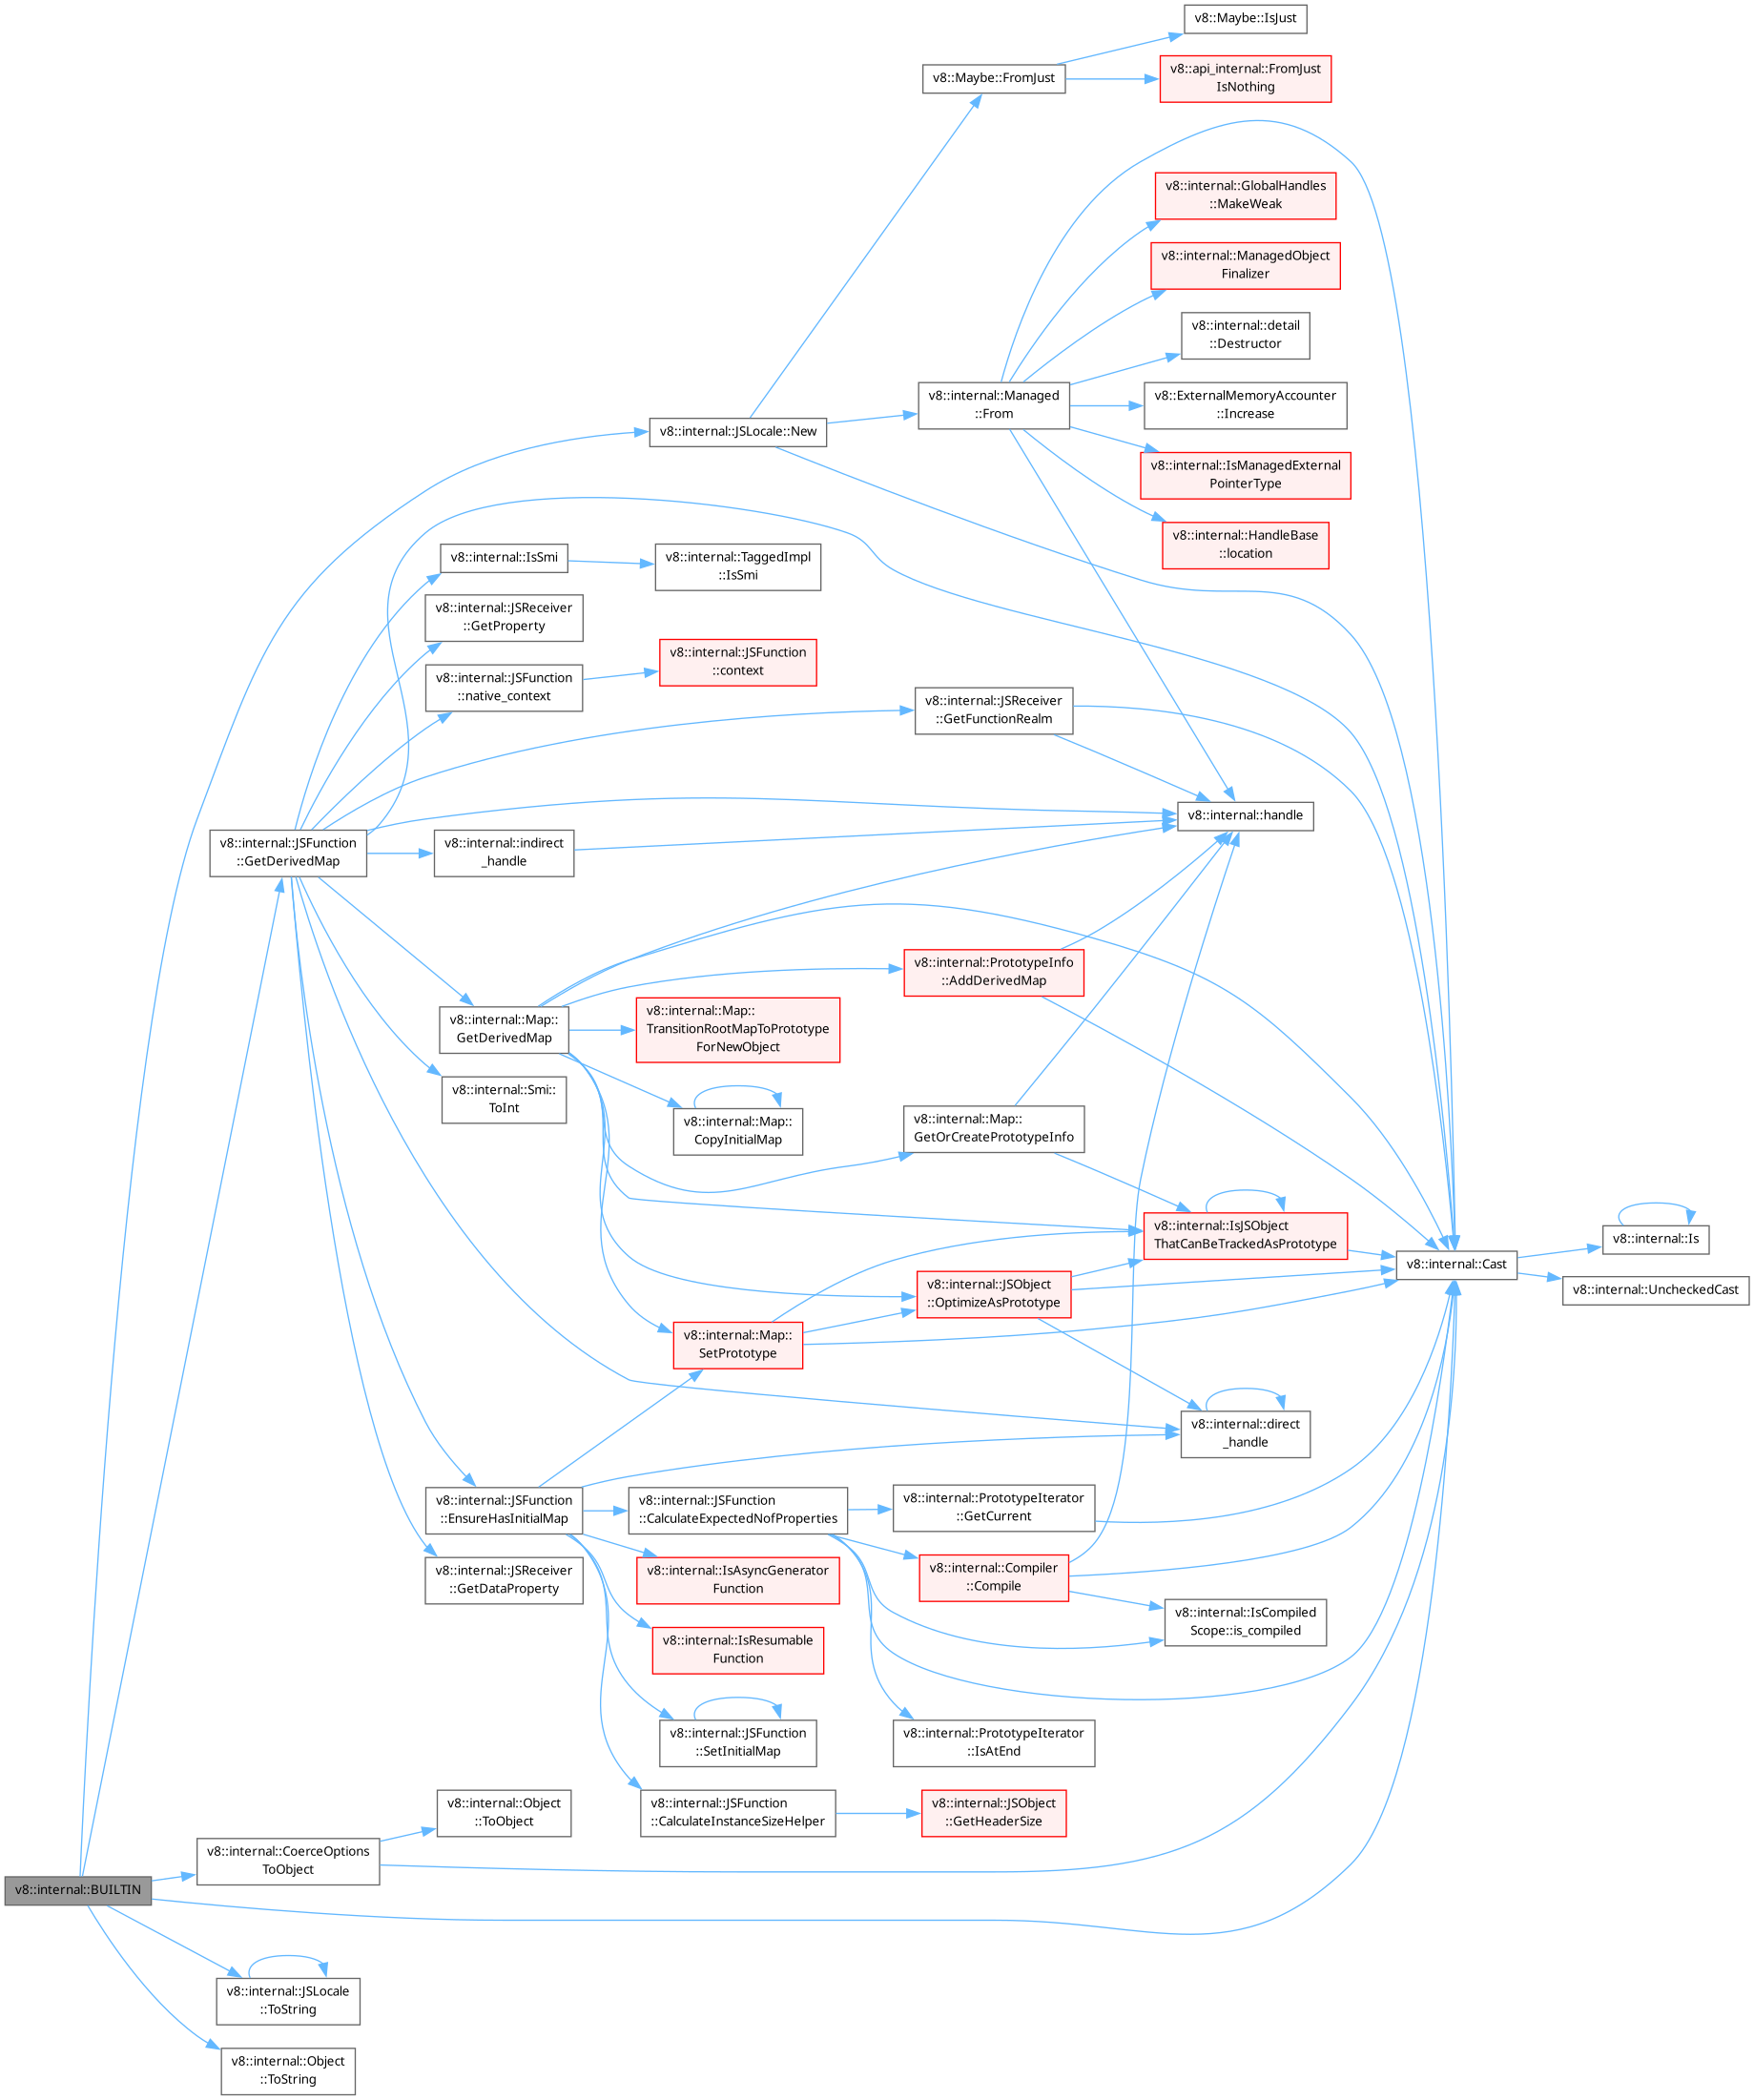 v8::Maybe::IsJust
v8::Maybe::FromJust
v8::api_internal::FromJust
IsNothing
v8::internal::GlobalHandles
::MakeWeak
v8::internal::ManagedObject
Finalizer
v8::internal::detail
::Destructor
v8::internal::Managed
::From
v8::ExternalMemoryAccounter
::Increase
v8::internal::JSLocale::New
v8::internal::IsManagedExternal
PointerType
v8::internal::HandleBase
::location
v8::internal::IsSmi
v8::internal::TaggedImpl
::IsSmi
v8::internal::JSReceiver
::GetProperty
v8::internal::JSFunction
::native_context
v8::internal::JSFunction
::context
v8::internal::JSReceiver
::GetFunctionRealm
v8::internal::handle
v8::internal::JSFunction
::GetDerivedMap
v8::internal::indirect
_handle
v8::internal::PrototypeInfo
::AddDerivedMap
v8::internal::Map::
GetDerivedMap
v8::internal::Map::
TransitionRootMapToPrototype
ForNewObject
v8::internal::Smi::
ToInt
v8::internal::Map::
CopyInitialMap
v8::internal::Map::
GetOrCreatePrototypeInfo
v8::internal::IsJSObject
ThatCanBeTrackedAsPrototype
v8::internal::Is
v8::internal::Cast
v8::internal::UncheckedCast
v8::internal::JSObject
::OptimizeAsPrototype
v8::internal::Map::
SetPrototype
v8::internal::direct
_handle
v8::internal::JSFunction
::EnsureHasInitialMap
v8::internal::JSFunction
::CalculateExpectedNofProperties
v8::internal::PrototypeIterator
::GetCurrent
v8::internal::JSReceiver
::GetDataProperty
v8::internal::IsAsyncGenerator
Function
v8::internal::Compiler
::Compile
v8::internal::IsCompiled
Scope::is_compiled
v8::internal::IsResumable
Function
v8::internal::JSFunction
::SetInitialMap
v8::internal::PrototypeIterator
::IsAtEnd
v8::internal::JSFunction
::CalculateInstanceSizeHelper
v8::internal::JSObject
::GetHeaderSize
v8::internal::Object
::ToObject
v8::internal::CoerceOptions
ToObject
v8::internal::BUILTIN
v8::internal::JSLocale
::ToString
v8::internal::Object
::ToString